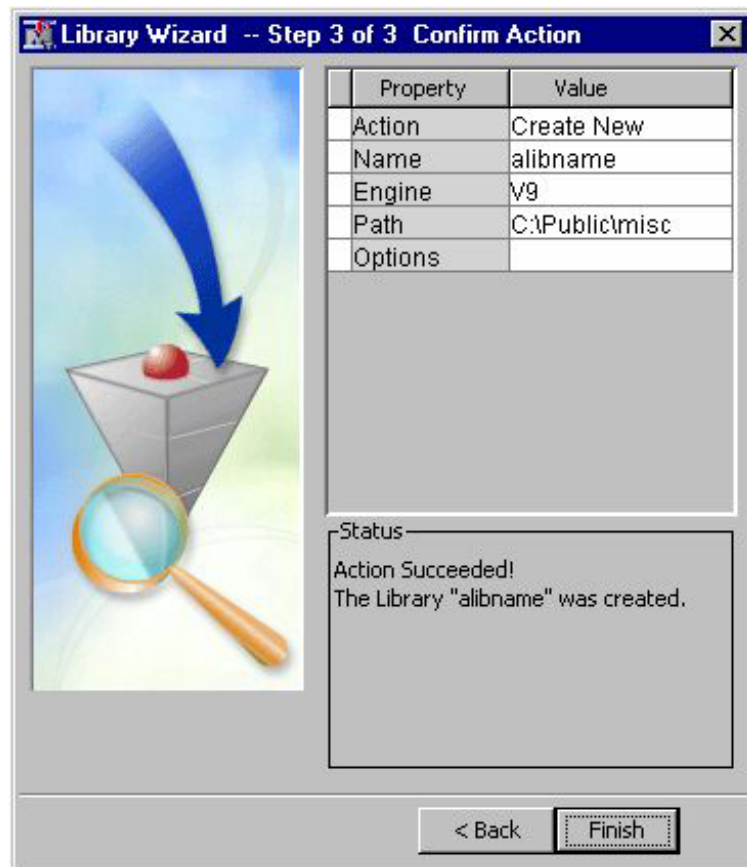 Library Wizard -- Step 3 of 3 Confirm Action
Property Value
Action Create New
Name alibname
Engine V9
Path C:\Public\misc
Options
Status
Action Succeeded!
The Library "alibname" was created.
< Back Finish